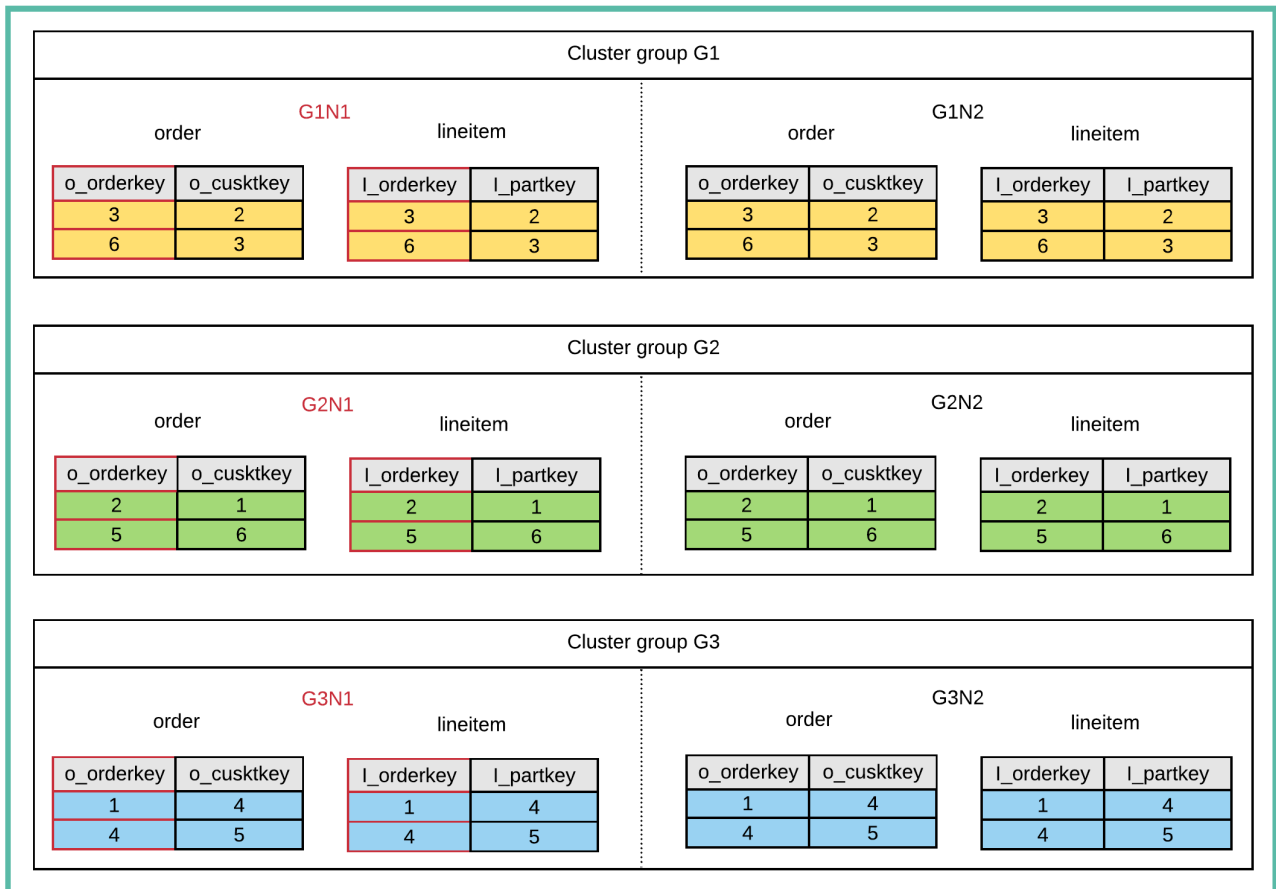 Cluster group G1
G1N1
order
lineitem
o_orderkey o_cusktkey
3 2
6 3
l_orderkey l_partkey
3 2
6 3
G1N2
order
lineitem
o_orderkey o_cusktkey
3 2
6 3
l_orderkey l_partkey
3 2
6 3
Cluster group G2
G2N1
order
lineitem
o_orderkey o_cusktkey
2 1
5 6
l_orderkey l_partkey
2 1
5 6
G2N2
order
lineitem
o_orderkey o_cusktkey
2 1
5 6
l_orderkey l_partkey
2 1
5 6
Cluster group G3
G3N1
order
lineitem
o_orderkey o_cusktkey
1 4
4 5
l_orderkey l_partkey
1 4
4 5
G3N2
order
lineitem
o_orderkey o_cusktkey
1 4
4 5
l_orderkey l_partkey
1 4
4 5